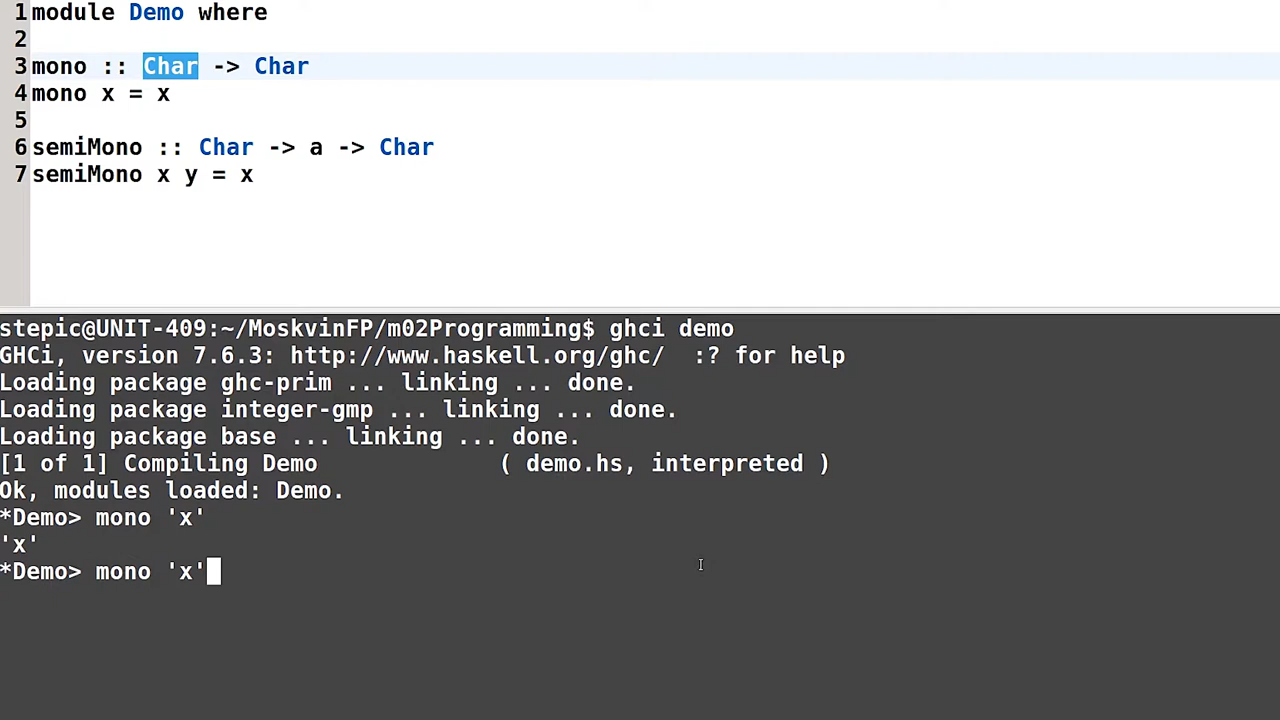 1 module Demo where
2
3 mono :: Char -> Char
4 mono x = x
5
6 semiMono :: Char -> a -> Char
7 semiMono x y = x
stepic@UNIT-409:~/MoskvinFP/m02Programming$ ghci demo
GHCi, version 7.6.3: http://www.haskell.org/ghc/  :? for help
Loading package ghc-prim ... linking ... done.
Loading package integer-gmp ... linking ... done.
Loading package base ... linking ... done.
[1 of 1] Compiling Demo             ( demo.hs, interpreted )
Ok, modules loaded: Demo.
*Demo> mono 'x'
'x'
*Demo> mono 'x'